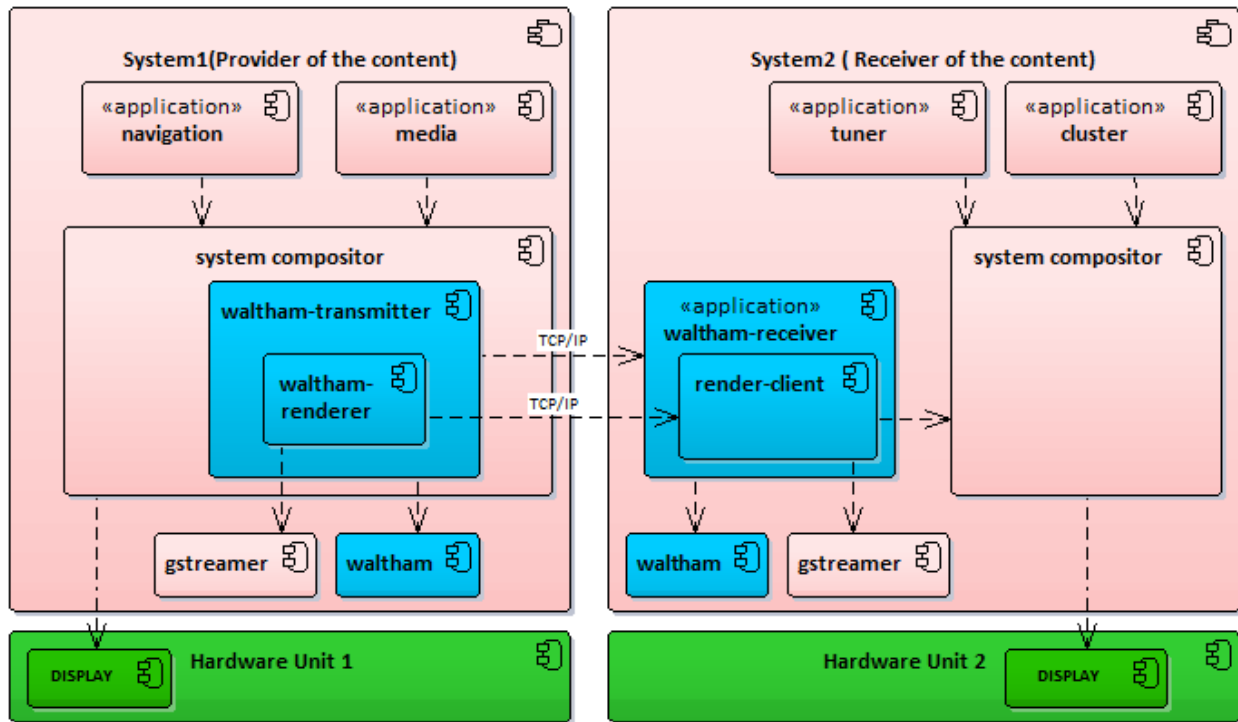 System1(Provider of the content)
«application»
navigation
«application»
media
system compositor
waltham-transmitter
waltham-
renderer
gstreamer
waltham
TCP/IP
TCP/IP
System2 ( Receiver of the content)
«application»
tuner
«application»
cluster
«application»
waltham-receiver
render-client
system compositor
waltham
gstreamer
Hardware Unit 1
DISPLAY
Hardware Unit 2
DISPLAY